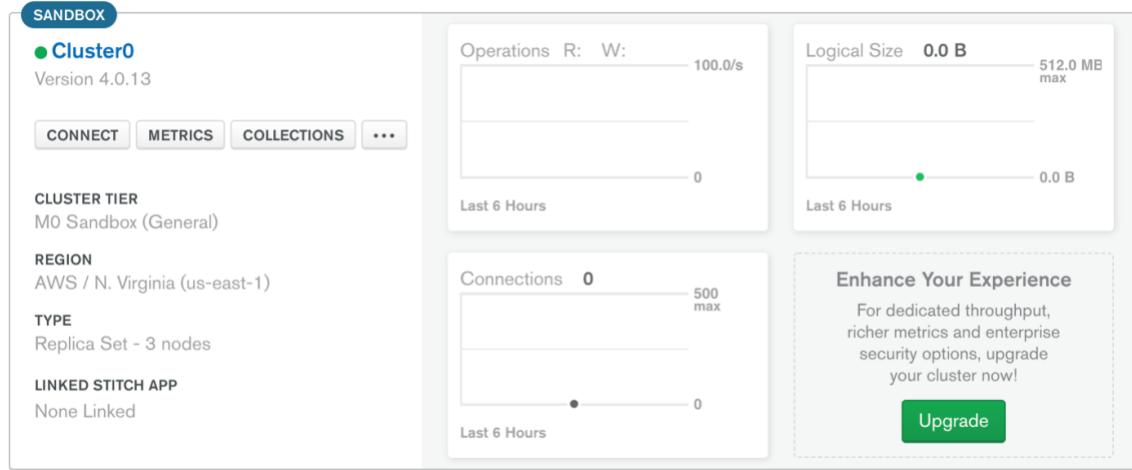 SANDBOX
Cluster0
Version 4.0.13
CONNECT
METRICS
COLLECTIONS
...
CLUSTER TIER
M0 Sandbox (General)
REGION
AWS / N. Virginia (us-east-1)
TYPE
Replica Set - 3 nodes
LINKED STITCH APP
None Linked
Operations R: W:
100.0/s
0
Last 6 Hours
Logical Size 0.0 B
512.0 MB
max
0.0 B
Last 6 Hours
Connections 0
500
max
0
Last 6 Hours
Enhance Your Experience
For dedicated throughput,
richer metrics and enterprise
security options, upgrade
your cluster now!
Upgrade